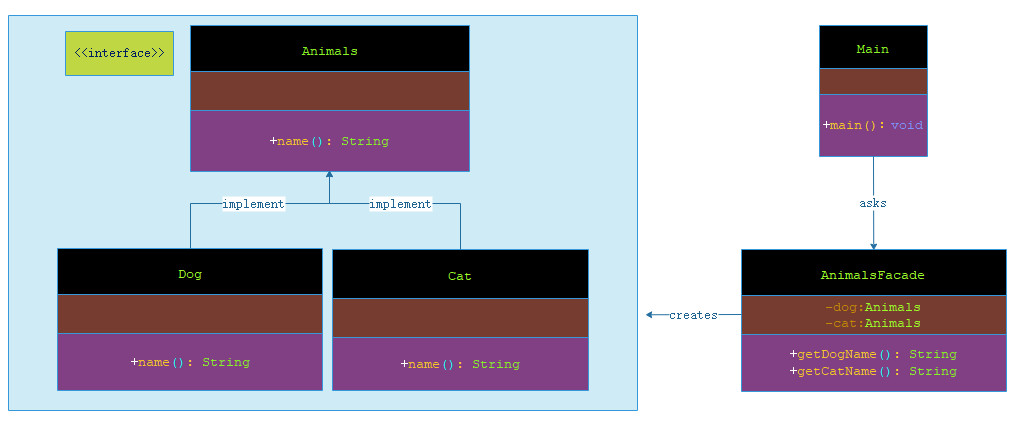 <<interface>>
Animals
+name(): String
implement
implement
Dog
+name(): String
Cat
+name(): String
Main
+main(): void
asks
AnimalsFacade
-dog:Animals
-cat:Animals
+getDogName(): String
+getCatName(): String
creates